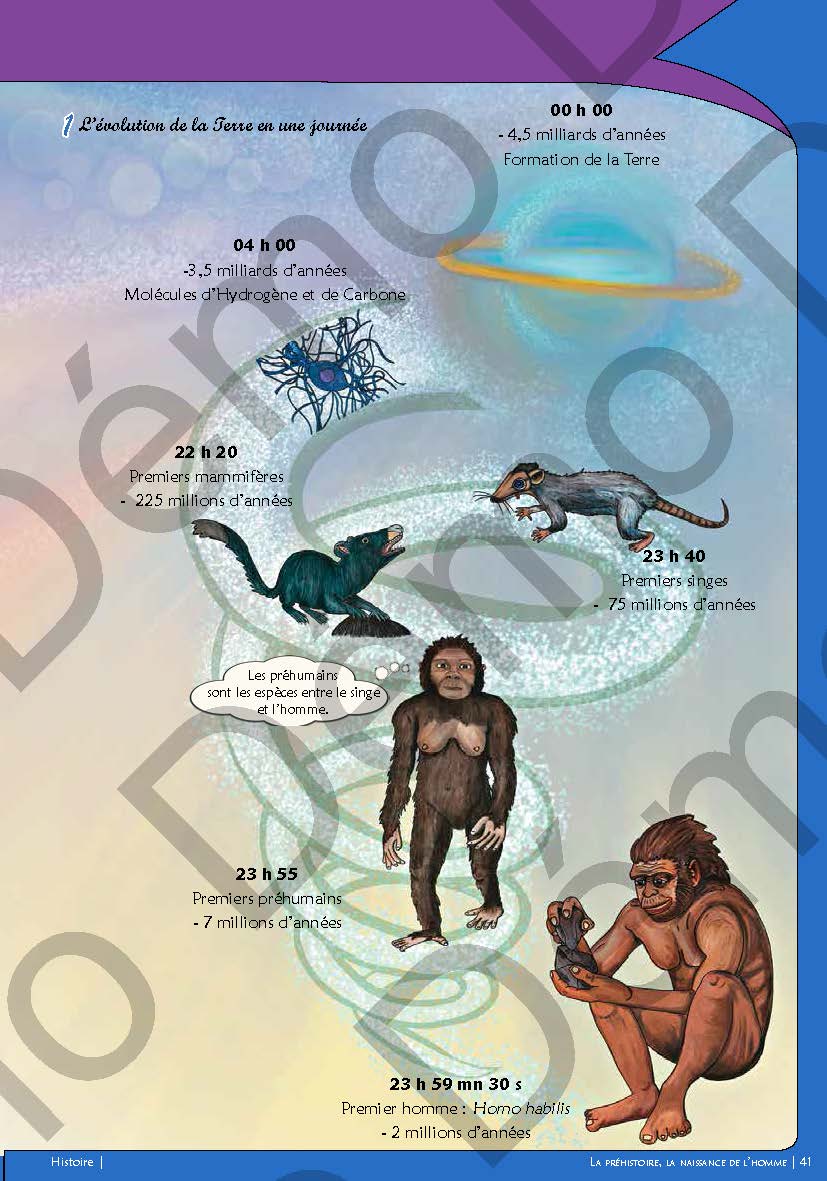 1 L'évolution de la Terre en une journée
00 h 00
- 4,5 milliards d'années
Formation de la Terre
04 h 00
-3,5 milliards d'années
Molécules d'Hydrogène et de Carbone
22 h 20
Premiers mammifères
- 225 millions d'années
23 h 40
Premiers singes
- 75 millions d'années
Les préhumains
sont les espèces entre le singe
et l'homme.
23 h 55
Premiers préhumains
- 7 millions d'années
23 h 59 mn 30 s
Premier homme : Homo habilis
- 2 millions d'années
Histoire |
La préhistoire, la naissance de l'homme | 41
Démo
Démo
Démo